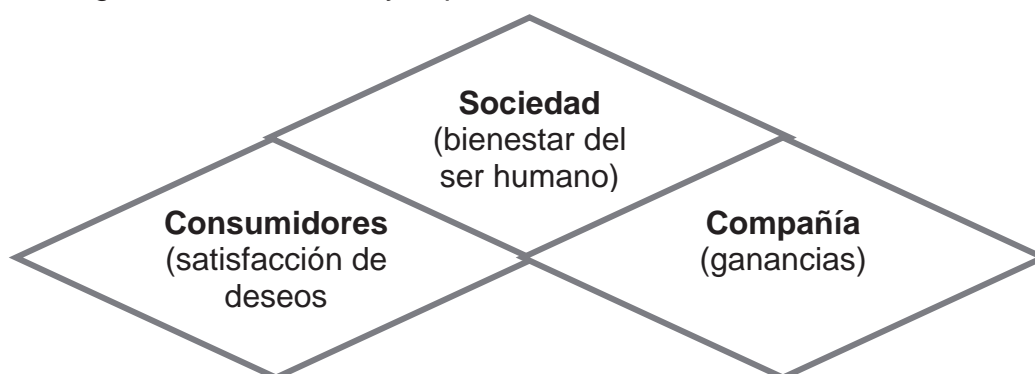 Sociedad
(bienestar del
ser humano)
Consumidores
(satisfacción de
deseos
Compañía
(ganancias)